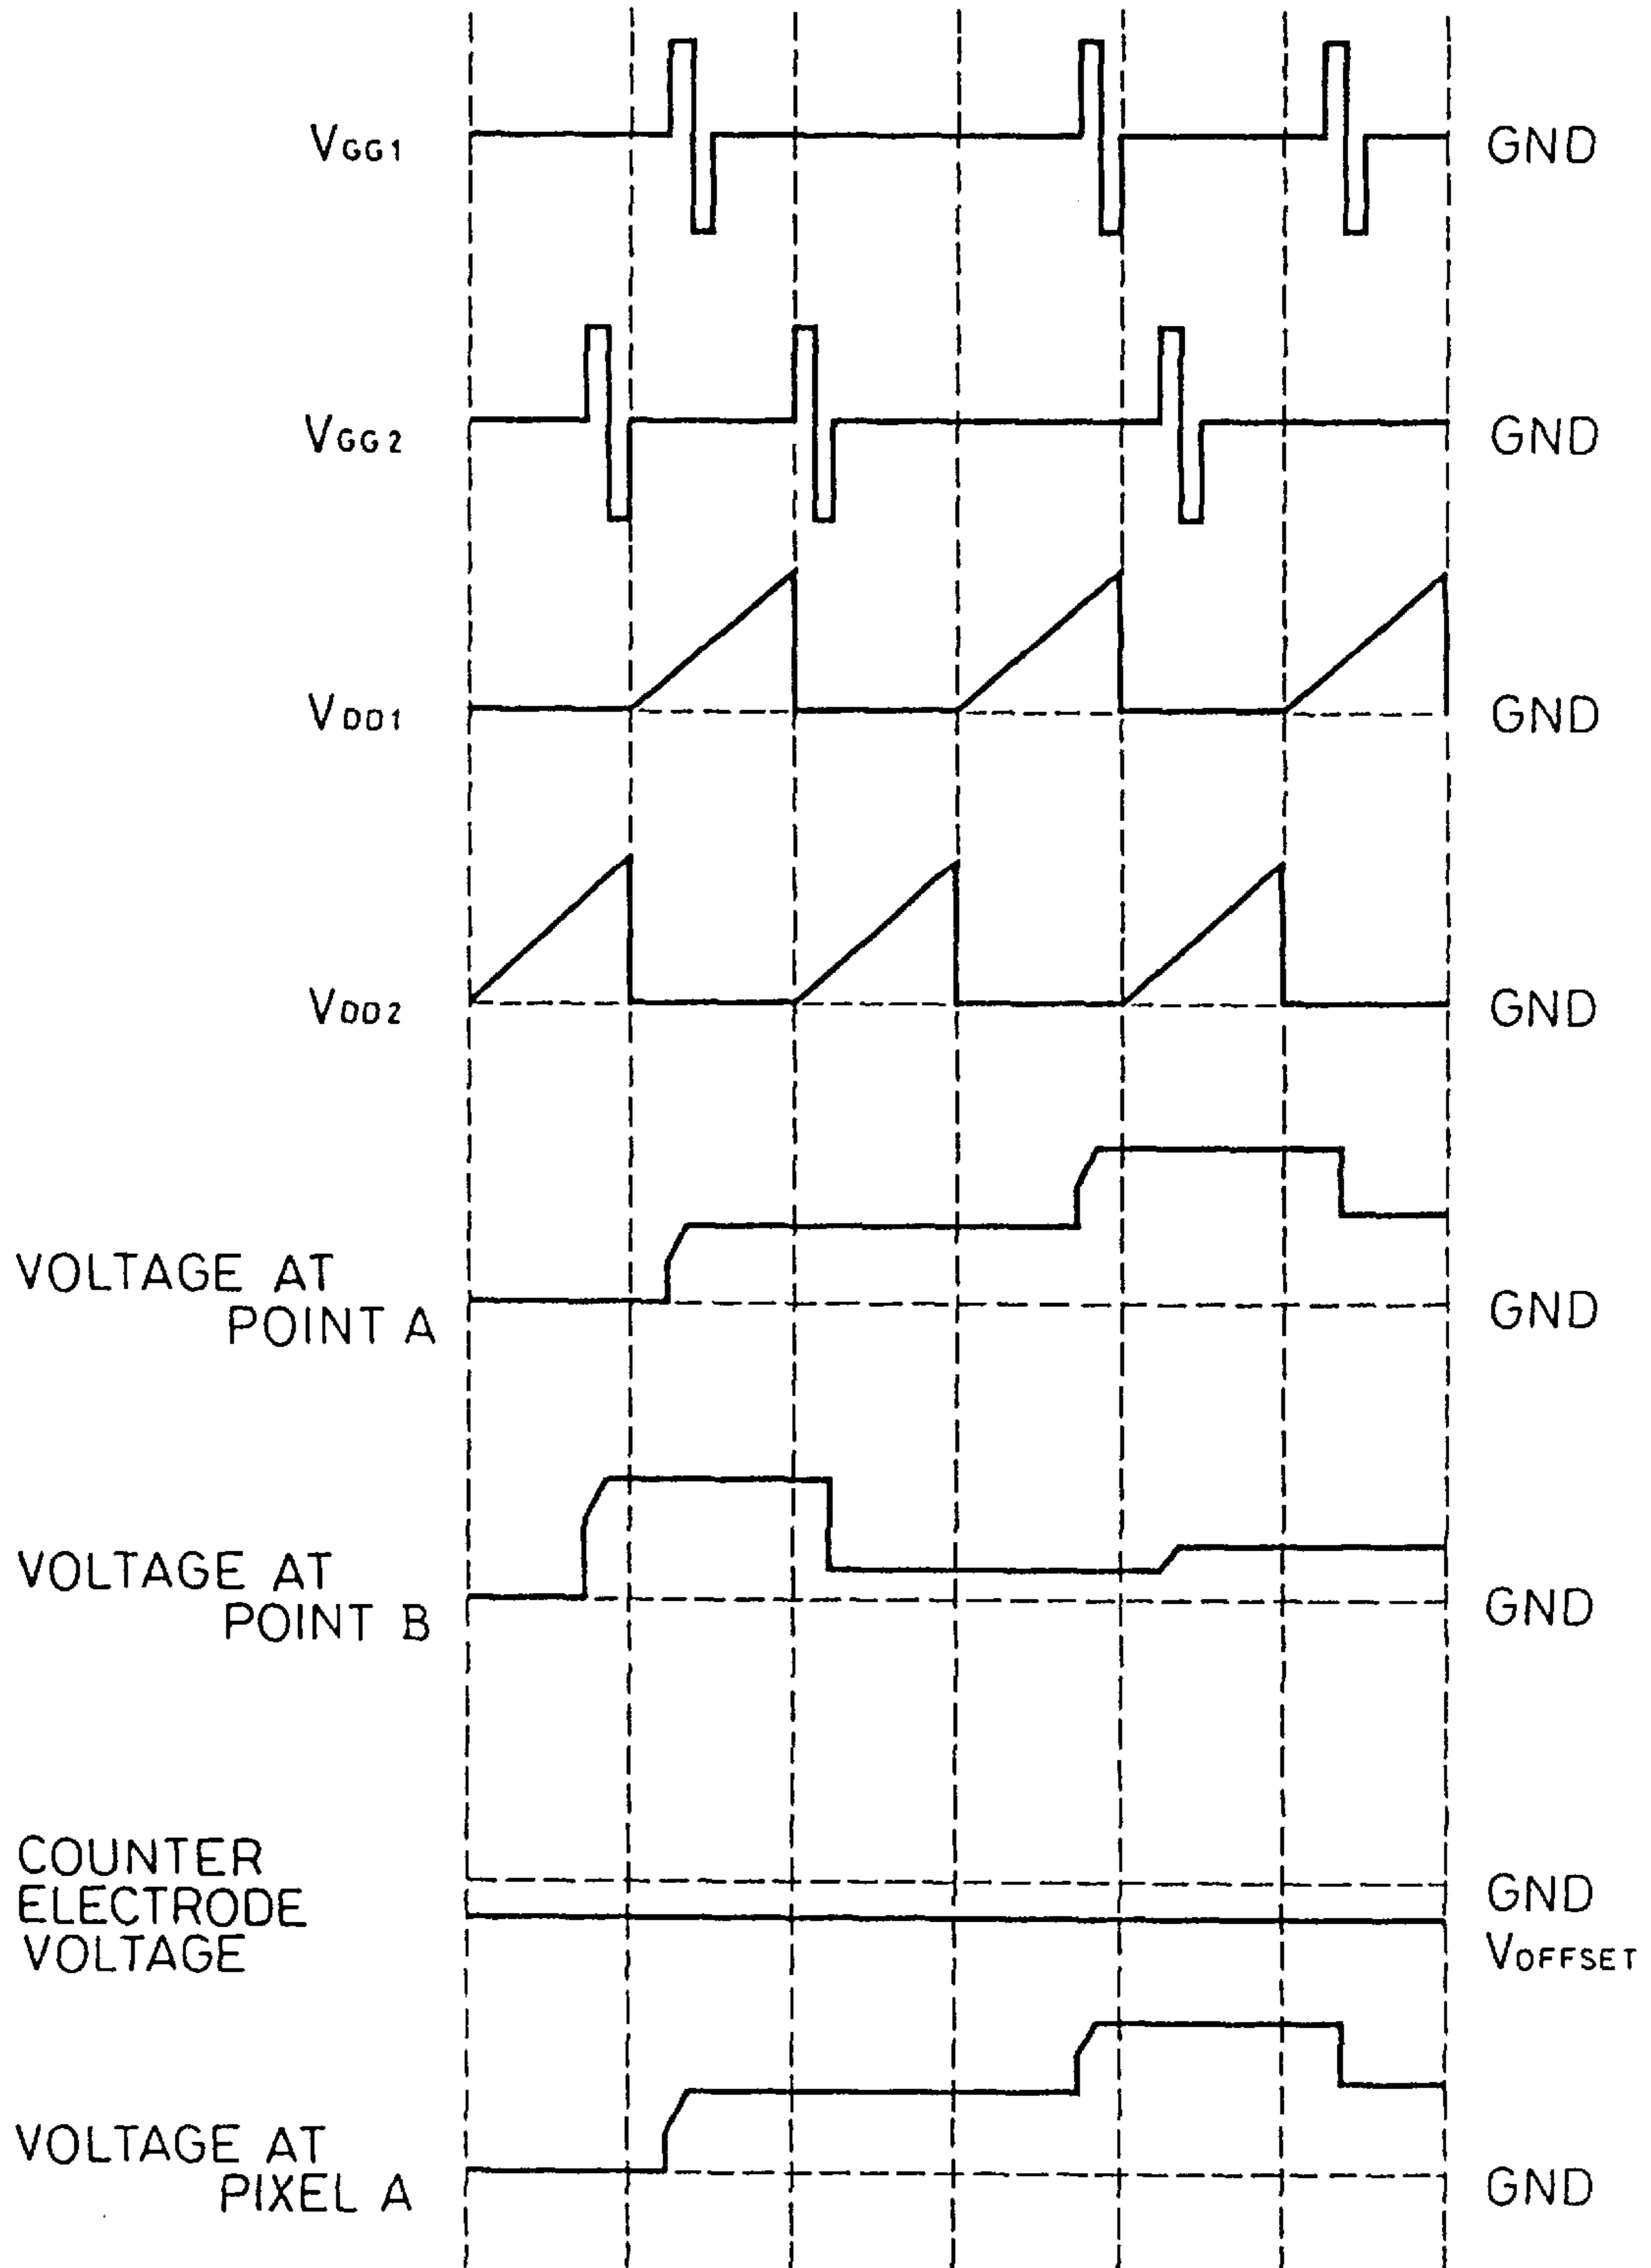 VGG1 GND
VGG2 GND
VDD1 GND
VDD2 GND
VOLTAGE AT
POINT A GND
VOLTAGE AT
POINT B GND
COUNTER
ELECTRODE GND
VOLTAGE VOFFSET
VOLTAGE AT
PIXEL A GND